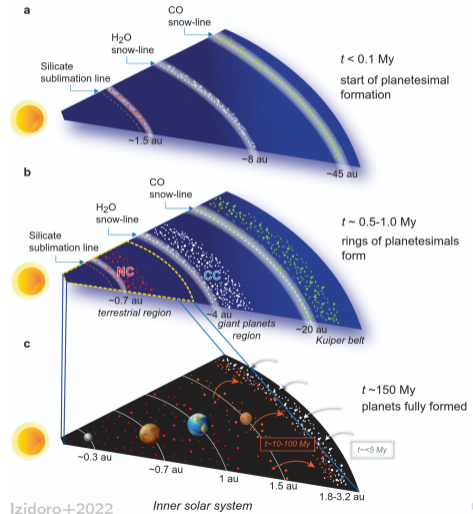 a
CO
snow-line
H₂O
snow-line
Silicate
sublimation line
~1.5 au
~8 au
~45 au
t < 0.1 My
start of planetesimal
formation
b
CO
snow-line
H₂O
snow-line
Silicate
sublimation line
NC
CC
~0.7 au
terrestrial region
~4 au
giant planets
region
~20 au
Kuiper belt
t ~ 0.5-1.0 My
rings of planetesimals
form
c
t ~150 My
planets fully formed
t~10-100 My
t~<5 My
~0.3 au
~0.7 au
1 au
1.5 au
1.8-3.2 au
Inner solar system
Izidoro+2022